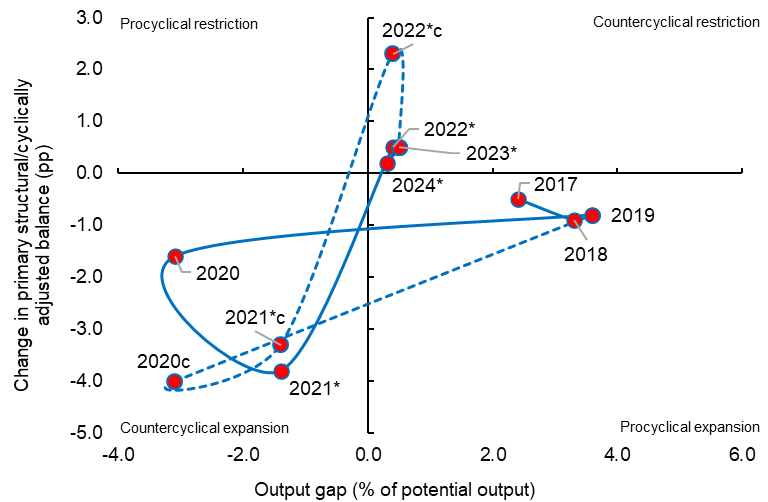 Procyclical restriction
Countercyclical restriction
3.0
2.0
1.0
0.0
-1.0
-2.0
-3.0
-4.0
-5.0
Change in primary structural/cyclically
adjusted balance (pp)
2022*c
2022*
2023*
2024*
2017
2019
2018
2020
2021*c
2020c
2021*
Countercyclical expansion
Procyclical expansion
-4.0
-2.0
0.0
2.0
4.0
6.0
Output gap (% of potential output)